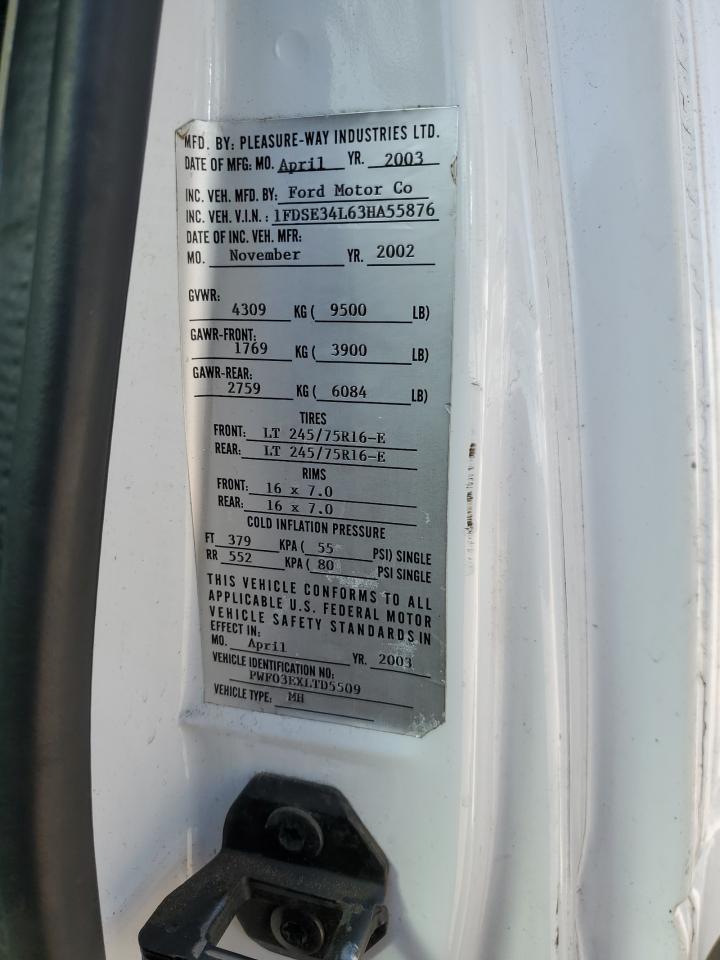 MFD. BY: PLEASURE-WAY INDUSTRIES LTD.
DATE OF MFG: MO. April YR. 2003
INC. VEH. MFD. BY: Ford Motor Co
INC. VEH. V.I.N.: 1FDSE34L63HA55876
DATE OF INC. VEH. MFR:
MO. November YR. 2002
GVWR:
4309 KG ( 9500 LB)
GAWR-FRONT:
1769 KG ( 3900 LB)
GAWR-REAR:
2759 KG ( 6084 LB)
TIRES
FRONT: LT 245/75R16-E
REAR: LT 245/75R16-E
RIMS
FRONT: 16 x 7.0
REAR: 16 x 7.0
COLD INFLATION PRESSURE
FT 379 KPA ( 55 PSI) SINGLE
RR 552 KPA ( 80 PSI SINGLE
THIS VEHICLE CONFORMS TO ALL
APPLICABLE U.S. FEDERAL MOTOR
VEHICLE SAFETY STANDARDS IN
EFFECT IN:
MO. April YR. 2003
VEHICLE IDENTIFICATION NO:
PWF03EXLTD5509
VEHICLE TYPE: MH